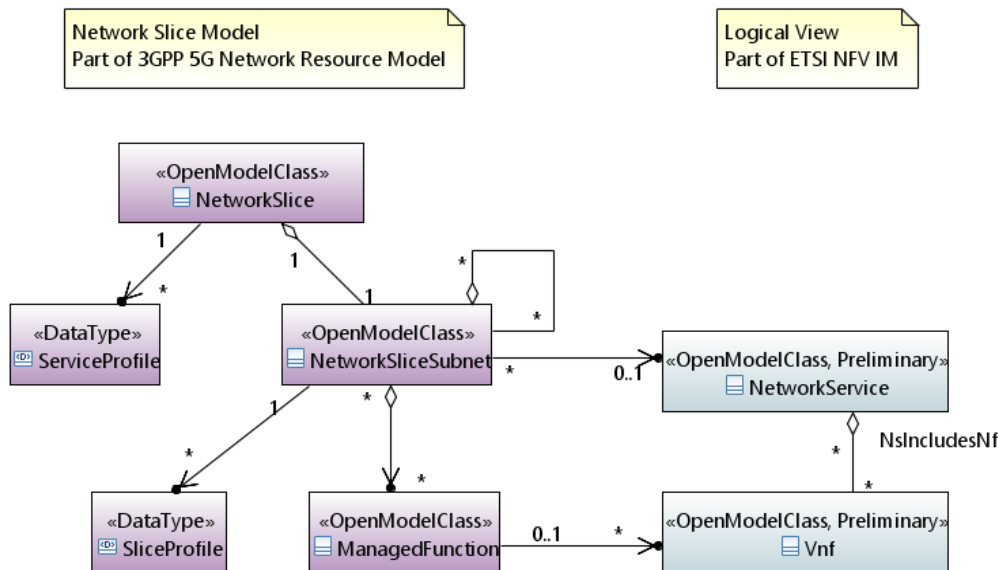 Network Slice Model
Part of 3GPP 5G Network Resource Model
Logical View
Part of ETSI NFV IM
«OpenModelClass»
NetworkSlice
1
*
1
1
*
*
«DataType»
ServiceProfile
«OpenModelClass»
NetworkSliceSubnet
*
0..1
«OpenModelClass, Preliminary»
NetworkService
1
*
*
*
NsIncludesNf
*
*
«DataType»
SliceProfile
«OpenModelClass»
ManagedFunction
0..1
*
«OpenModelClass, Preliminary»
Vnf